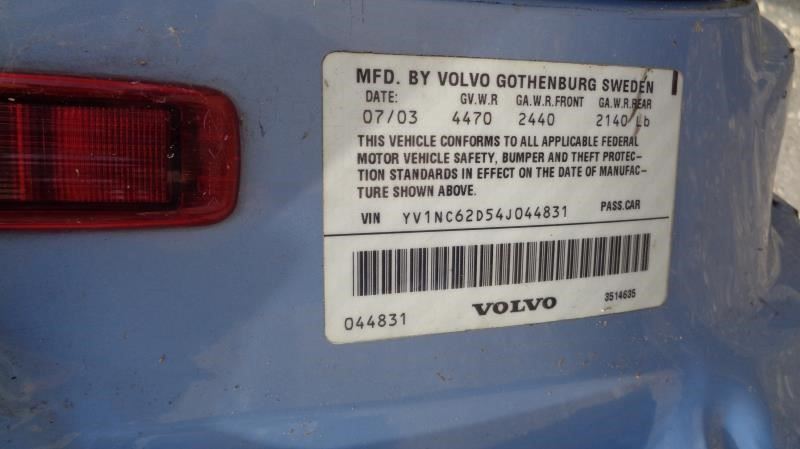 MFD. BY VOLVO GOTHENBURG SWEDEN
DATE: GV.W.R GA.W.R.FRONT GA.W.R.REAR
07/03 4470 2440 2140 Lb
THIS VEHICLE CONFORMS TO ALL APPLICABLE FEDERAL
MOTOR VEHICLE SAFETY, BUMPER AND THEFT PROTEC-
TION STANDARDS IN EFFECT ON THE DATE OF MANUFAC-
TURE SHOWN ABOVE.
VIN YV1NC62D54J044831 PASS.CAR
044831 VOLVO 3514635